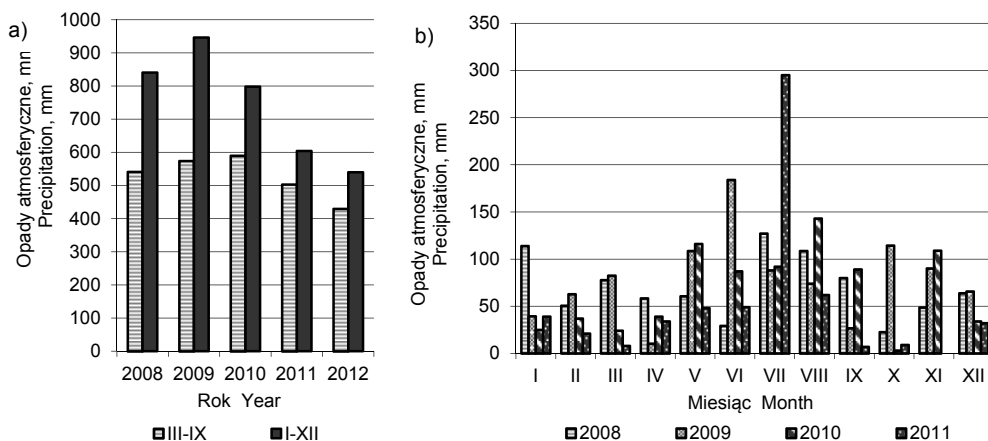 a)
Opady atmosferyczne, mn
Precipitation, mm
1000
900
800
700
600
500
400
300
200
100
0
2008 2009 2010 2011 2012
Rok Year
III-IX I-XII
b)
Opady atmosferyczne, mm
Precipitation, mm
350
300
250
200
150
100
50
0
I II III IV V VI VII VIII IX X XI XII
Miesiąc Month
2008 2009 2010 2011